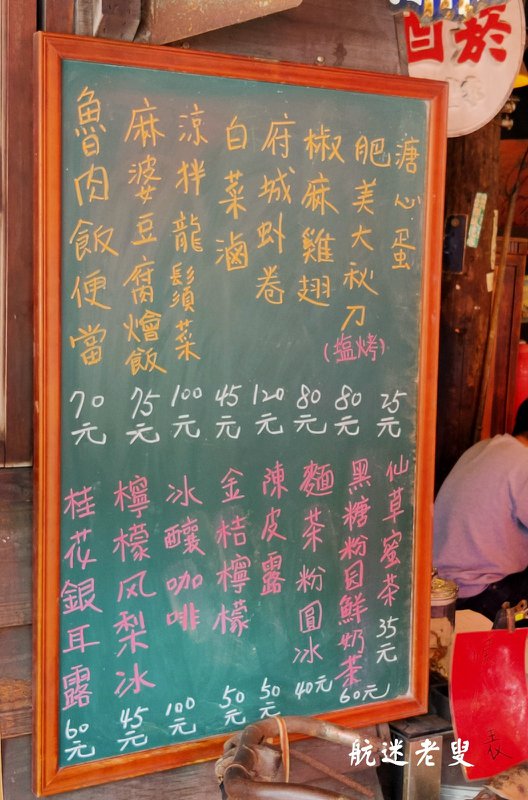 溏心蛋 25元
肥美大秋刀(塩烤) 80元
椒麻雞翅 80元
府城蚪卷 120元
白菜滷 45元
涼拌龍鬚菜 100元
麻婆豆腐燴飯 75元
魯肉飯便當 70元
仙草蜜茶 35元
黑糖粉圆鮮奶茶 60元
麵茶粉圓冰 40元
陳皮露 50元
金桔檸檬 50元
冰釀咖啡 100元
檸檬风梨冰 45元
桂花銀耳露 60元
航迷老叟